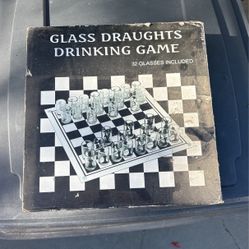 GLASS DRAUGHTS
DRINKING GAME
32 GLASSES INCLUDED